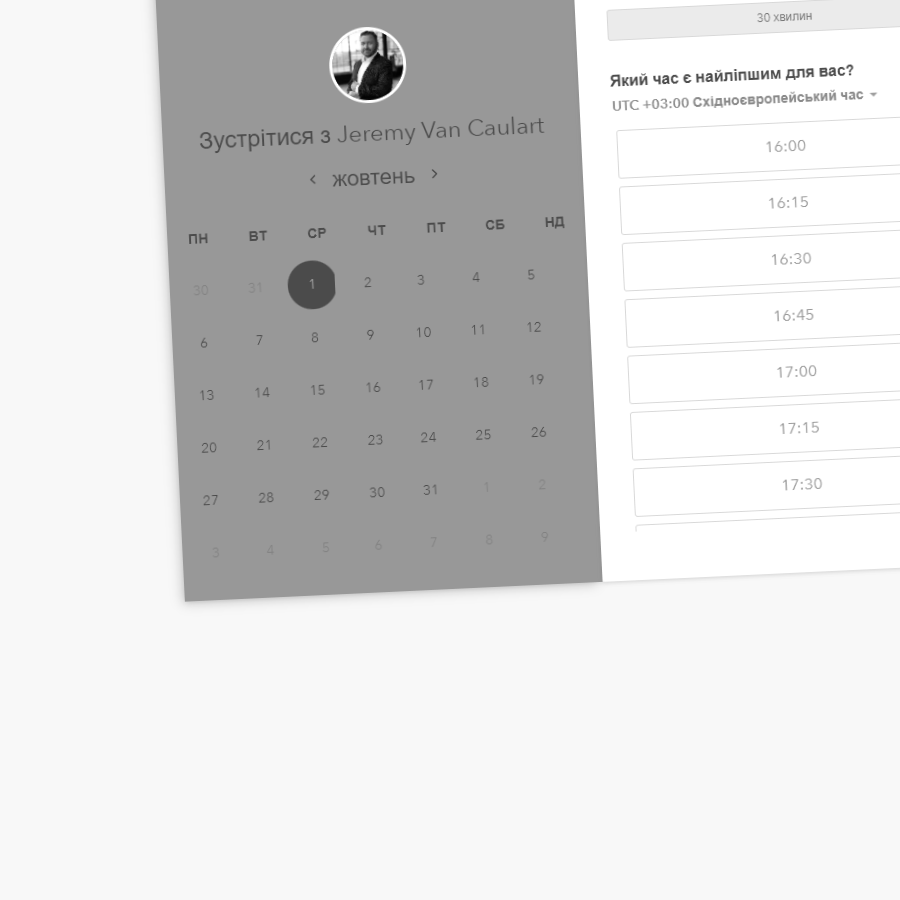 Зустрітися з Jeremy Van Caulart
жовтень
ПН ВТ СР ЧТ ПТ СБ НД
30 31 1 2 3 4 5
6 7 8 9 10 11 12
13 14 15 16 17 18 19
20 21 22 23 24 25 26
27 28 29 30 31 1 2
3 4 5 6 7 8 9
30 хвилин
Який час є найліпшим для вас?
UTC +03:00 Східноєвропейський час
16:00
16:15
16:30
16:45
17:00
17:15
17:30